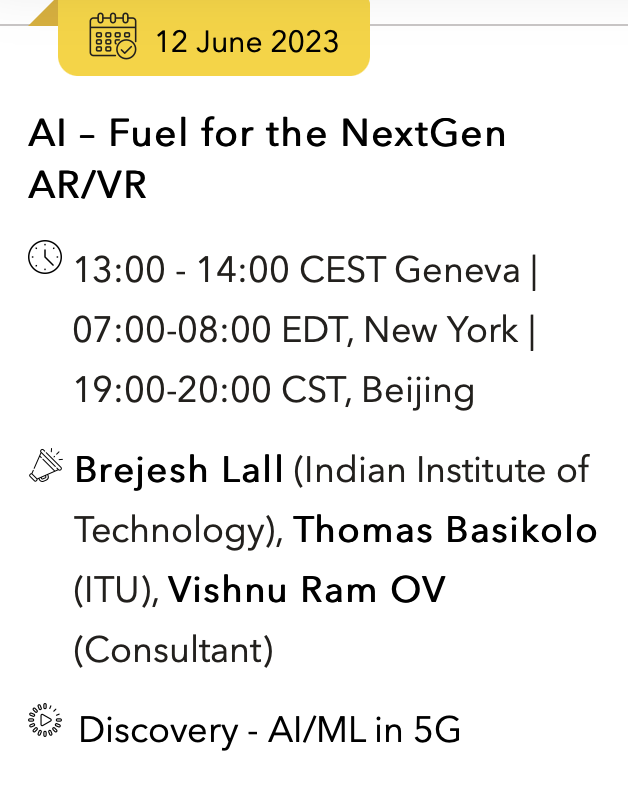 12 June 2023
AI – Fuel for the NextGen
AR/VR
13:00 - 14:00 CEST Geneva |
07:00-08:00 EDT, New York |
19:00-20:00 CST, Beijing
Brejesh Lall (Indian Institute of
Technology), Thomas Basikolo
(ITU), Vishnu Ram OV
(Consultant)
Discovery - AI/ML in 5G